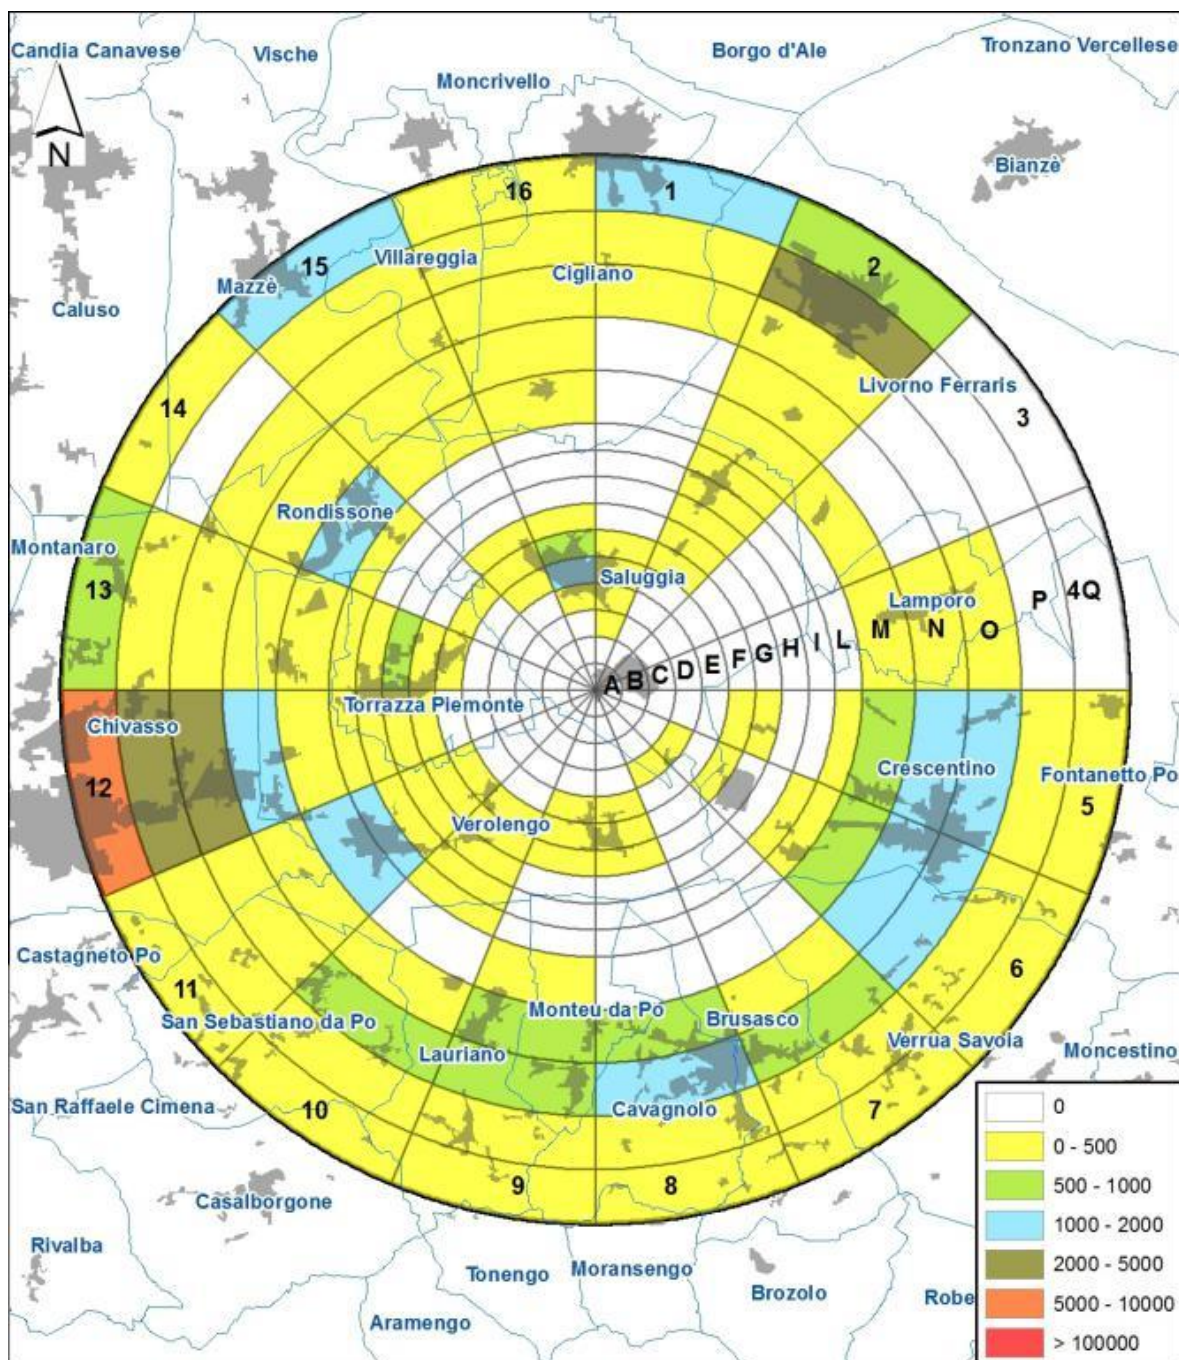 Candia Canavese
Vische
Borgo d'Ale
Tronzano Vercellese
Moncrivello
N
Bianzè
16
1
15
Villareggia
Cigliano
2
Mazzè
Caluso
Livorno Ferraris
14
3
Rondissone
Montanaro
13
Saluggia
Lamporo
P
4Q
A B C D E F G H I L M N O
Torrazza Piemonte
Chivasso
12
Crescentino
Fontanetto Po
5
Verolengo
Castagneto Po
11
6
San Sebastiano da Po
Monteu da Po
Brusasco
Lauriano
Verrua Savoia
Moncestino
San Raffaele Cimena
10
Cavagnolo
7
9
8
Casalborgone
Rivalba
Tonengo
Moransengo
Brozolo
Robe
Aramengo
0
0 - 500
500 - 1000
1000 - 2000
2000 - 5000
5000 - 10000
> 100000